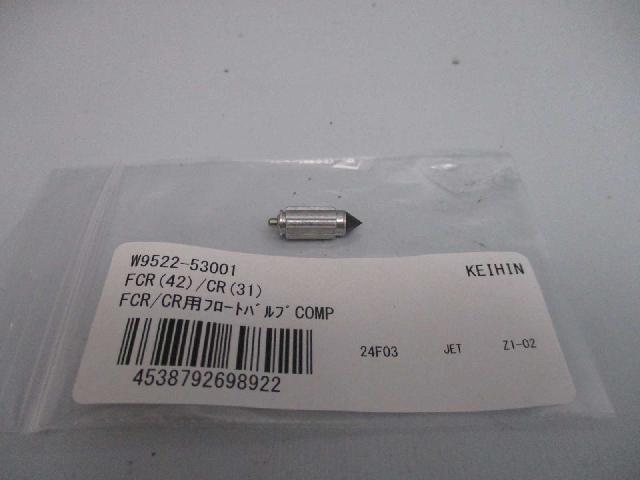 W9522-53001
KEIHIN
FCR(42)/CR(31)
FCR/CR用ﾌﾛｰﾄﾊﾞﾙﾌﾞCOMP
24F03 JET Z1-02
4538792698922